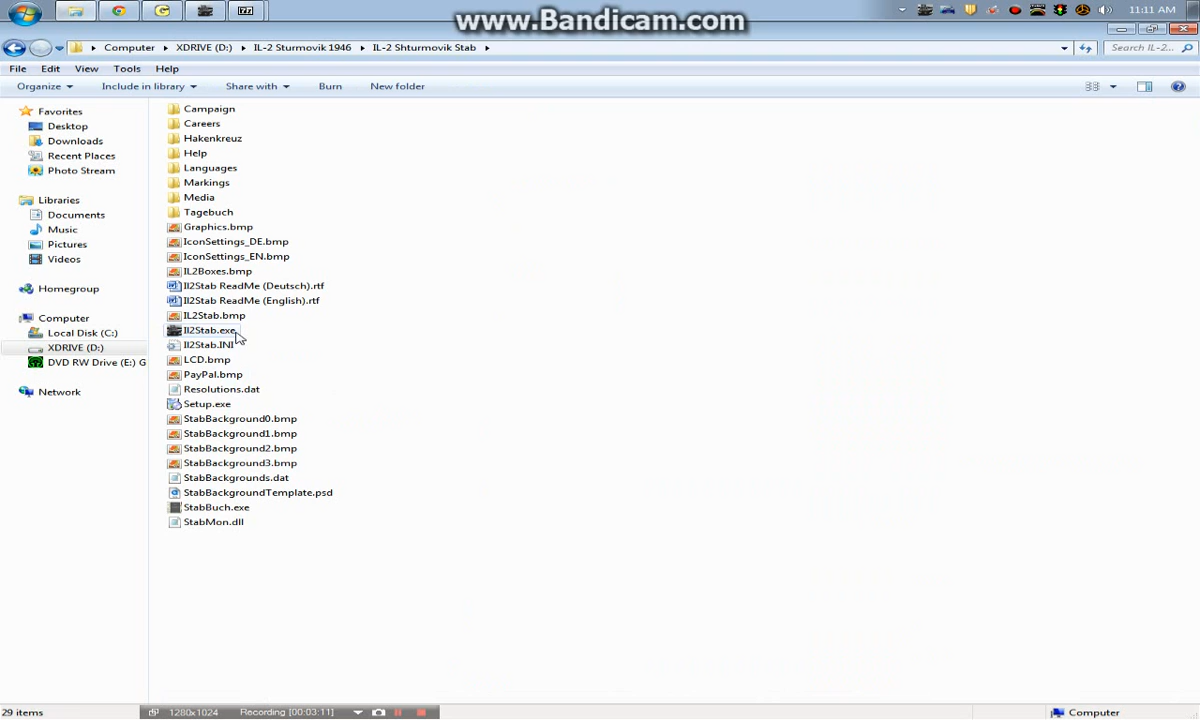 www.Bandicam.com
11:11 AM
Computer ▸ XDRIVE (D:) ▸ IL-2 Sturmovik 1946 ▸ IL-2 Shturmovik Stab ▸
Search IL-2...
File Edit View Tools Help
Organize Include in library Share with Burn New folder
Favorites
Desktop
Downloads
Recent Places
Photo Stream
Libraries
Documents
Music
Pictures
Videos
Homegroup
Computer
Local Disk (C:)
XDRIVE (D:)
DVD RW Drive (E:) G
Network
Campaign
Careers
Hakenkreuz
Help
Languages
Markings
Media
Tagebuch
Graphics.bmp
IconSettings_DE.bmp
IconSettings_EN.bmp
IL2Boxes.bmp
Il2Stab ReadMe (Deutsch).rtf
Il2Stab ReadMe (English).rtf
IL2Stab.bmp
Il2Stab.exe
Il2Stab.INI
LCD.bmp
PayPal.bmp
Resolutions.dat
Setup.exe
StabBackground0.bmp
StabBackground1.bmp
StabBackground2.bmp
StabBackground3.bmp
StabBackgrounds.dat
StabBackgroundTemplate.psd
StabBuch.exe
StabMon.dll
29 items
1280x1024 Recording [00:03:11]
Computer